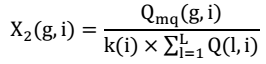 X₂(g,i) = Q_mq(g,i) / (k(i) × ∑_{l=1}^{L} Q(l,i))